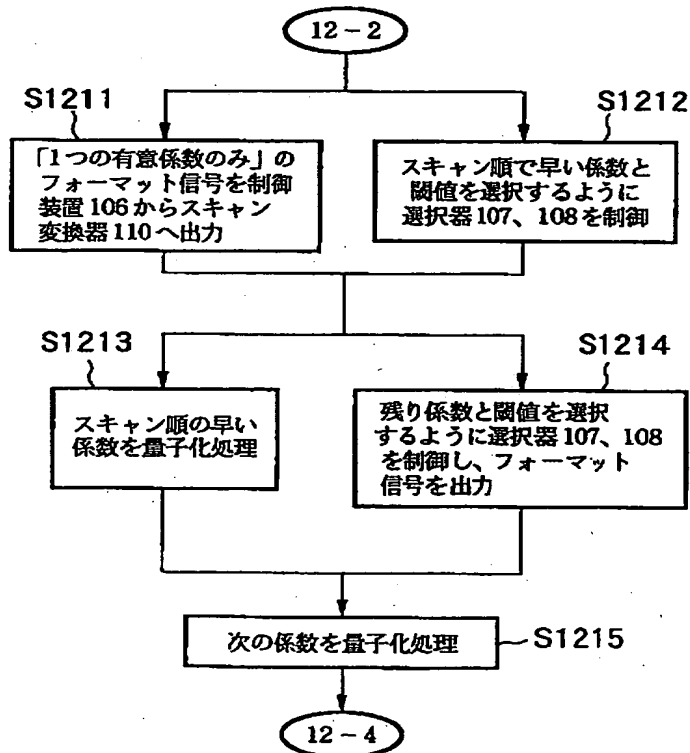 12-2
S1211
「1つの有意係数のみ」の
フォーマット信号を制御
装置106からスキャン
変換器110へ出力
S1212
スキャン順で早い係数と
閾値を選択するように
選択器107、108を制御
S1213
スキャン順の早い
係数を量子化処理
S1214
残り係数と閾値を選択
するように選択器107、108
を制御し、フォーマット
信号を出力
次の係数を量子化処理
S1215
12-4